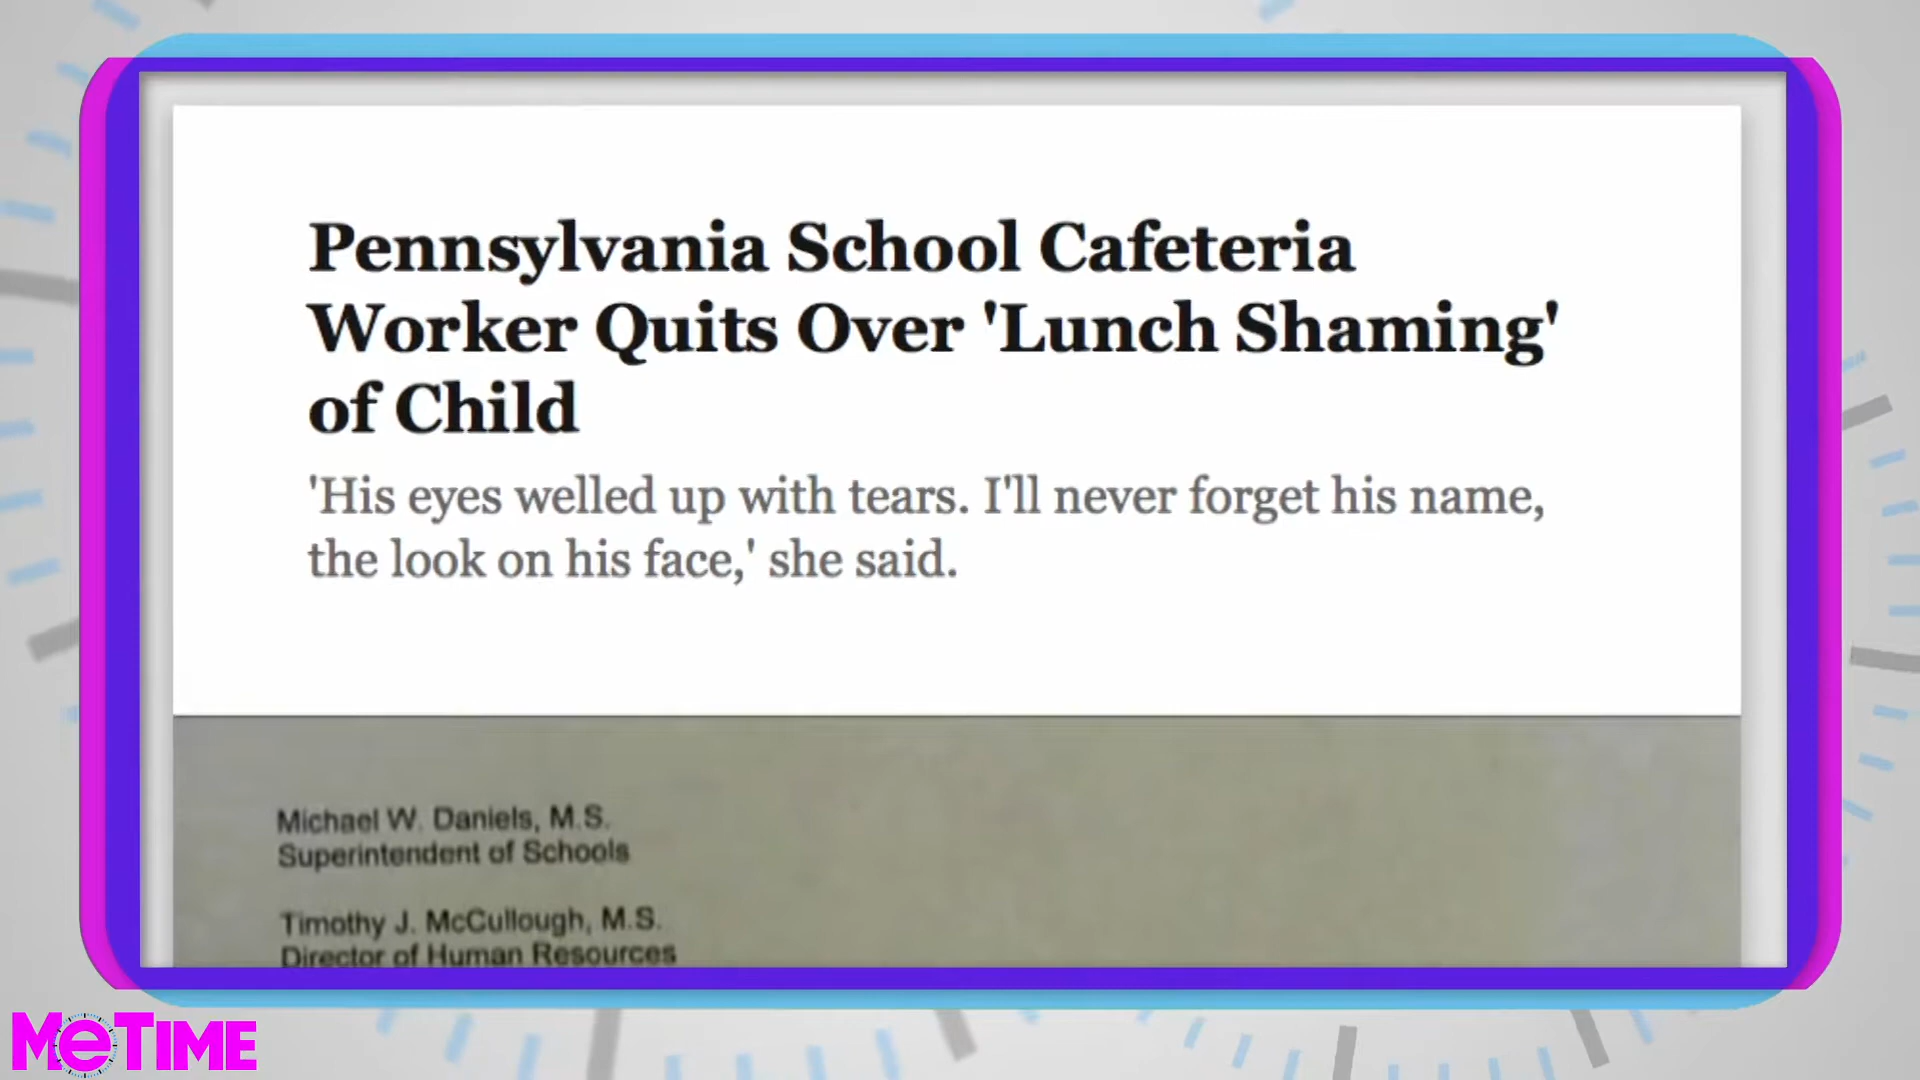 Pennsylvania School Cafeteria
Worker Quits Over 'Lunch Shaming'
of Child
'His eyes welled up with tears. I'll never forget his name,
the look on his face,' she said.
Michael W. Daniels, M.S.
Superintendent of Schools
Timothy J. McCullough, M.S.
Director of Human Resources
MeTIME